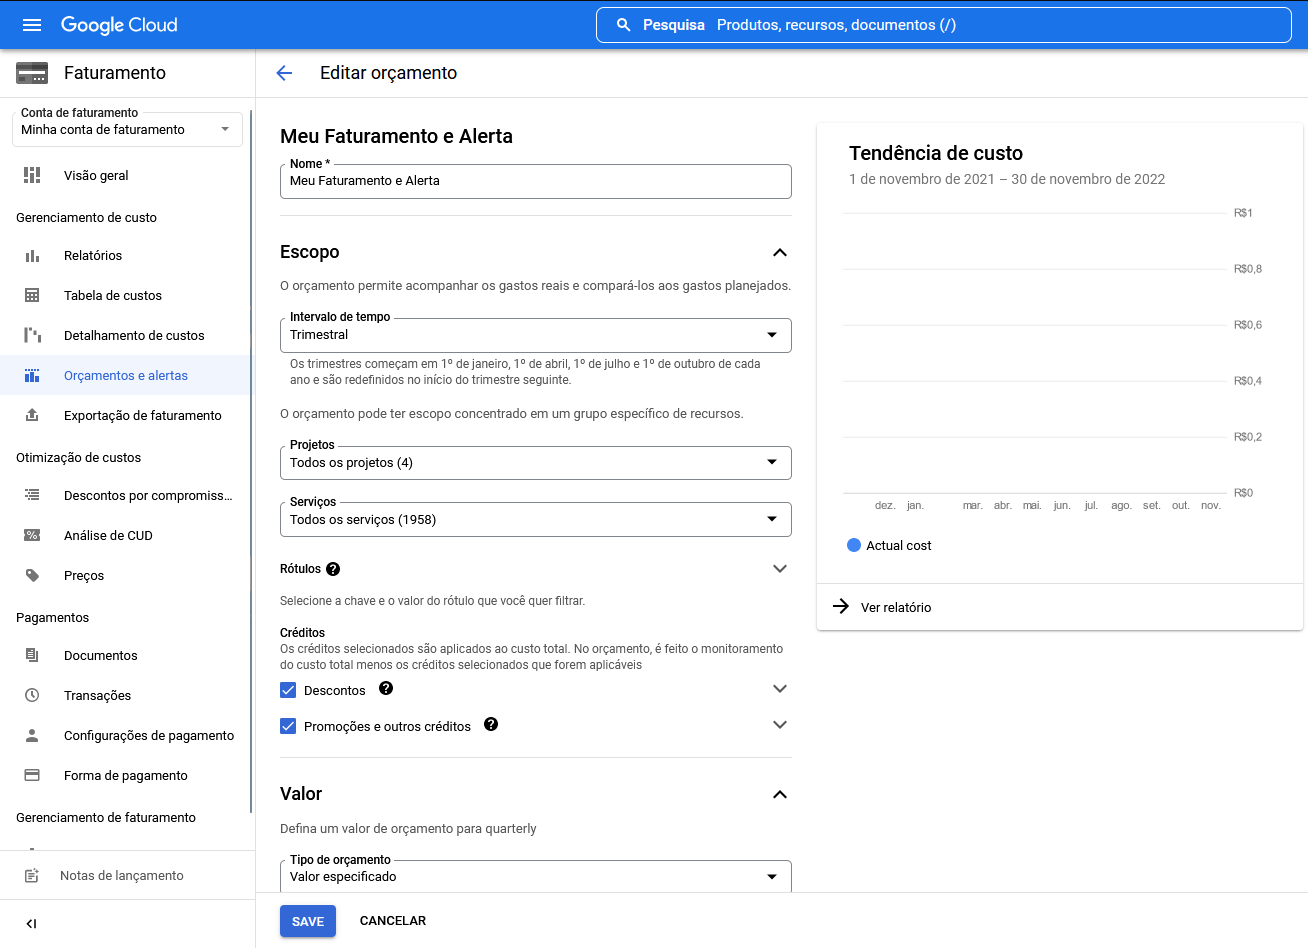 Google Cloud
Pesquisa Produtos, recursos, documentos (/)
Faturamento
Conta de faturamento
Minha conta de faturamento
Visão geral
Gerenciamento de custo
Relatórios
Tabela de custos
Detalhamento de custos
Orçamentos e alertas
Exportação de faturamento
Otimização de custos
Descontos por compromiss...
Análise de CUD
Preços
Pagamentos
Documentos
Transações
Configurações de pagamento
Forma de pagamento
Gerenciamento de faturamento
Notas de lançamento
Editar orçamento
Meu Faturamento e Alerta
Nome *
Meu Faturamento e Alerta
Escopo
O orçamento permite acompanhar os gastos reais e compará-los aos gastos planejados.
Intervalo de tempo
Trimestral
Os trimestres começam em 1º de janeiro, 1º de abril, 1º de julho e 1º de outubro de cada
ano e são redefinidos no início do trimestre seguinte.
O orçamento pode ter escopo concentrado em um grupo específico de recursos.
Projetos
Todos os projetos (4)
Serviços
Todos os serviços (1958)
Rótulos
Selecione a chave e o valor do rótulo que você quer filtrar.
Créditos
Os créditos selecionados são aplicados ao custo total. No orçamento, é feito o monitoramento
do custo total menos os créditos selecionados que forem aplicáveis
Descontos
Promoções e outros créditos
Valor
Defina um valor de orçamento para quarterly
Tipo de orçamento
Valor especificado
SAVE CANCELAR
Tendência de custo
1 de novembro de 2021 – 30 de novembro de 2022
R$1
R$0,8
R$0,6
R$0,4
R$0,2
R$0
dez. jan. mar. abr. mai. jun. jul. ago. set. out. nov.
Actual cost
Ver relatório